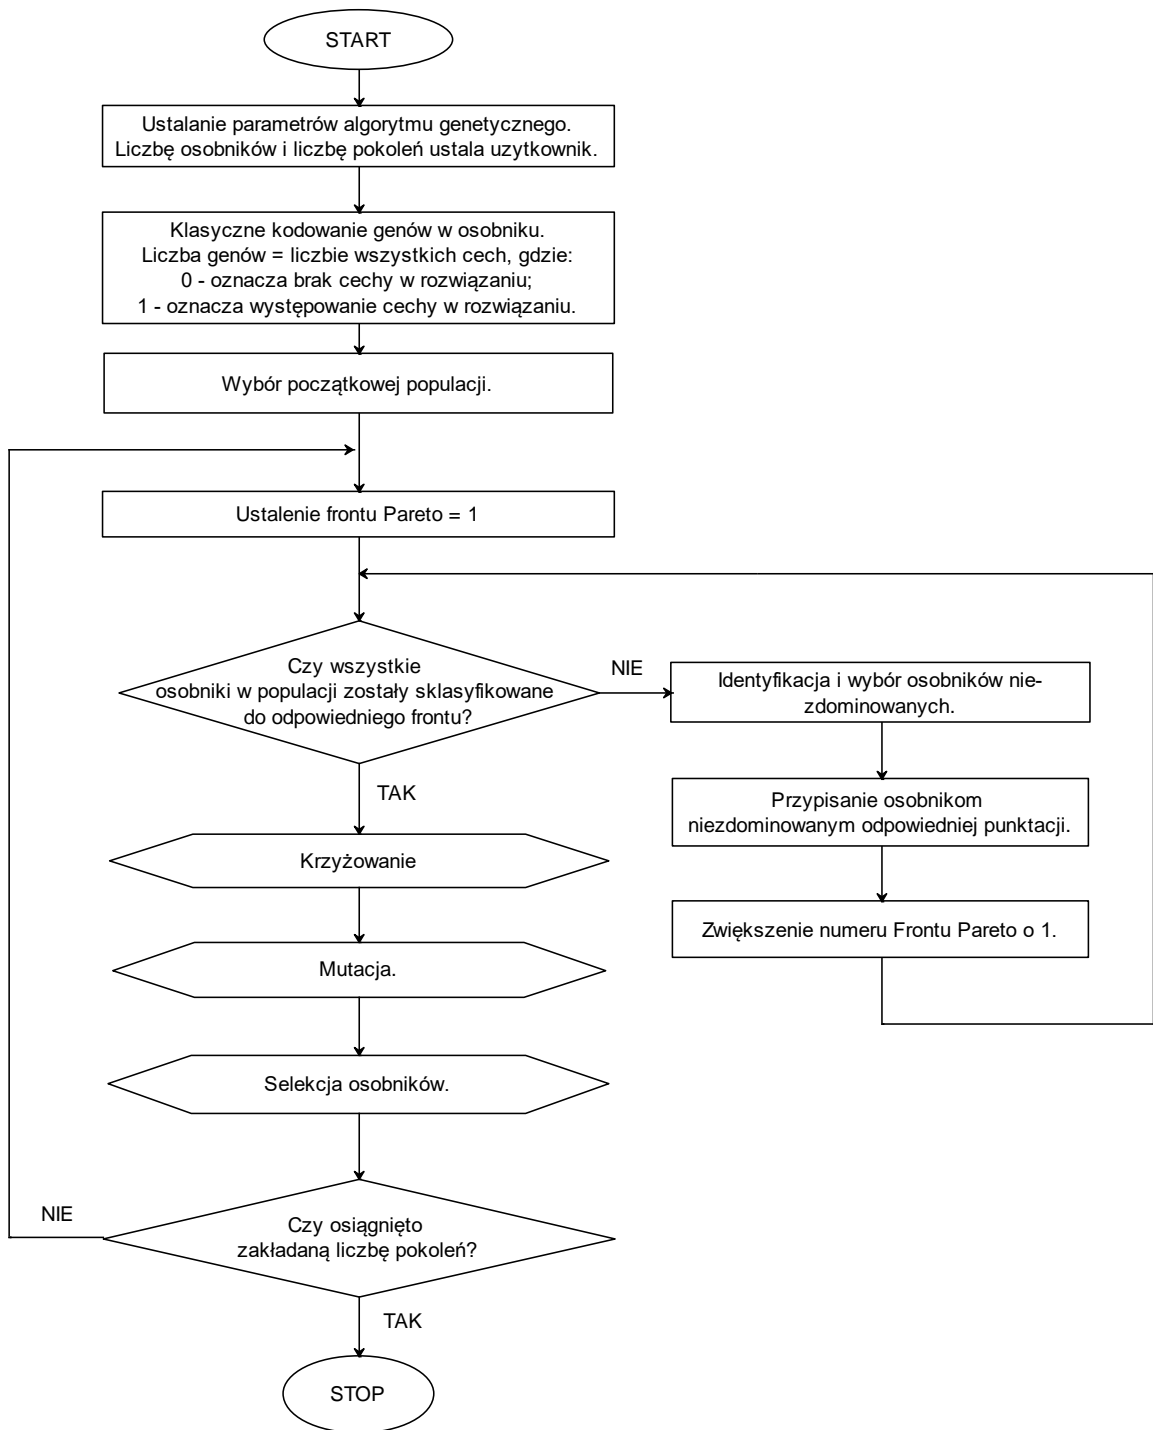 START
Ustalanie parametrów algorytmu genetycznego.
Liczbę osobników i liczbę pokoleń ustala uzytkownik.
Klasyczne kodowanie genów w osobniku.
Liczba genów = liczbie wszystkich cech, gdzie:
0 - oznacza brak cechy w rozwiązaniu;
1 - oznacza występowanie cechy w rozwiązaniu.
Wybór początkowej populacji.
Ustalenie frontu Pareto = 1
Czy wszystkie
osobniki w populacji zostały sklasyfikowane
do odpowiedniego frontu?
NIE
Identyfikacja i wybór osobników nie-
zdominowanych.
Przypisanie osobnikom
niezdominowanym odpowiedniej punktacji.
Zwiększenie numeru Frontu Pareto o 1.
TAK
Krzyżowanie
Mutacja.
Selekcja osobników.
Czy osiągnięto
zakładaną liczbę pokoleń?
NIE
TAK
STOP